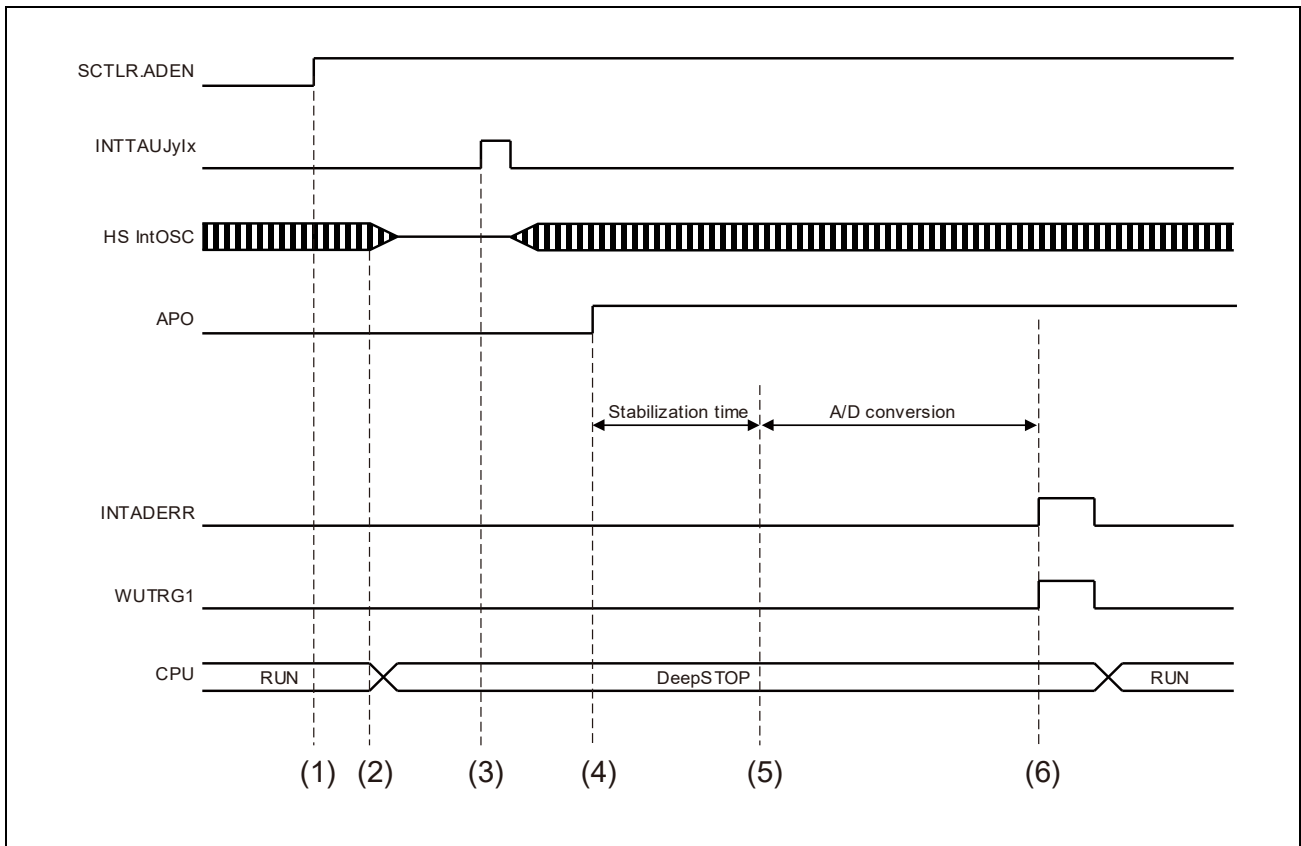 SCTLR.ADEN
INTTAUJyIx
HS IntOSC
APO
Stabilization time
A/D conversion
INTADERR
WUTRG1
CPU
RUN
DeepSTOP
RUN
(1)
(2)
(3)
(4)
(5)
(6)